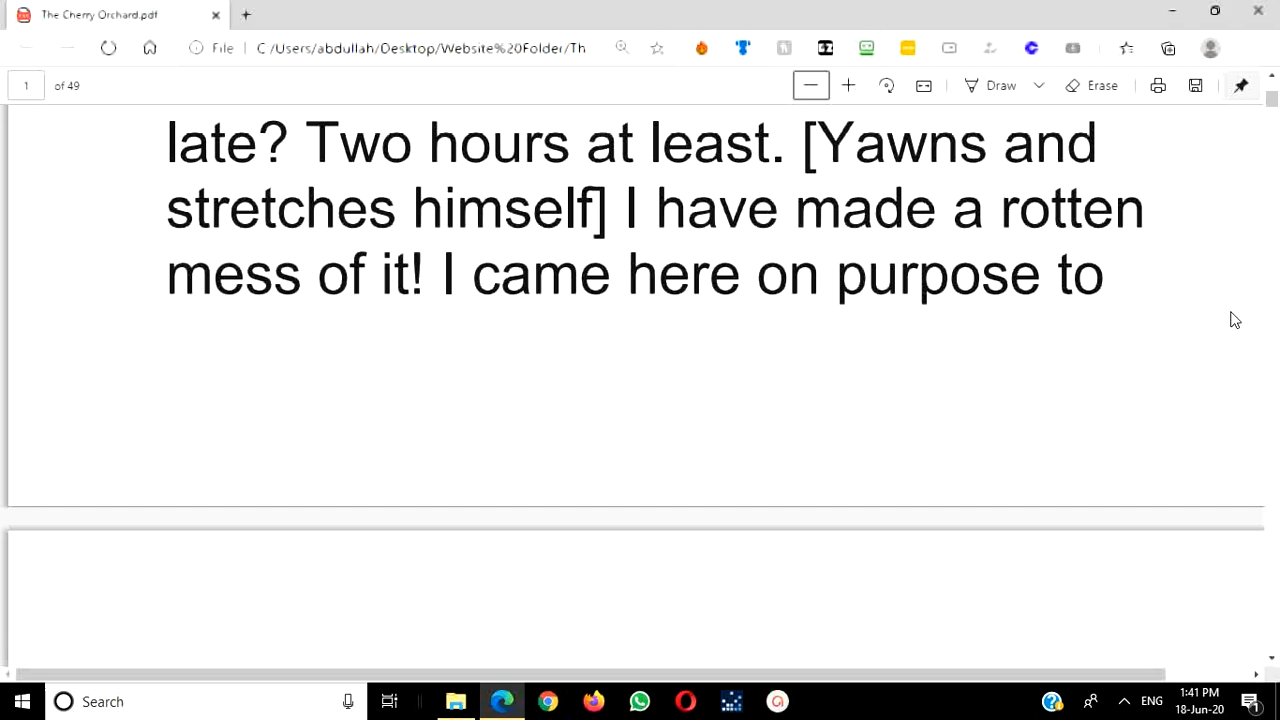 The Cherry Orchard.pdf
File C:/Users/abdullah/Desktop/Website%20Folder/Th
1 of 49 Draw Erase
late? Two hours at least. [Yawns and
stretches himself] I have made a rotten
mess of it! I came here on purpose to
Search ENG 1:41 PM
18-Jun-20 1